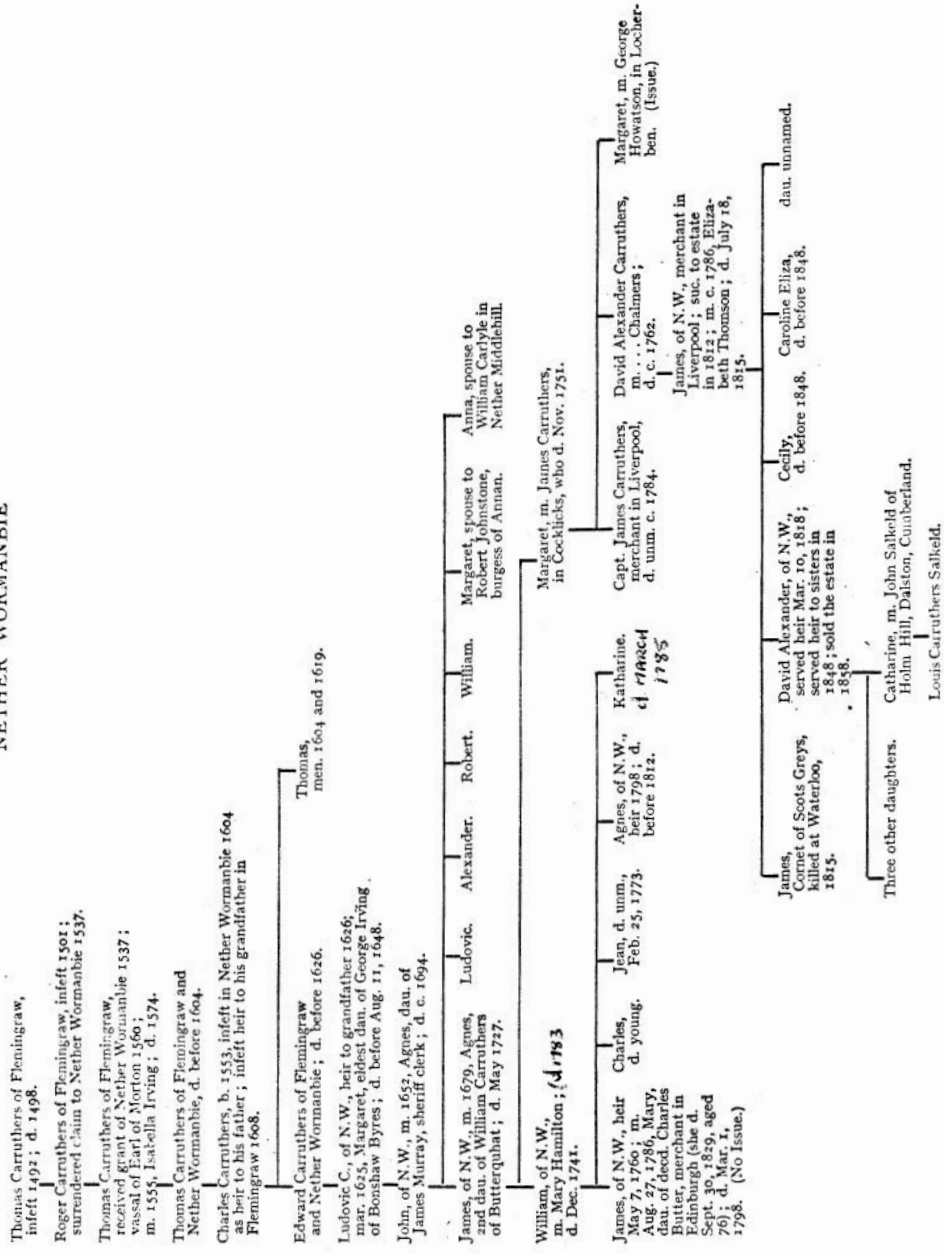 NETHER WORMANBIE
Thomas Carruthers of Flemingraw,
infeft 1492; d. 1498.
Roger Carruthers of Flemingraw, infeft 1501;
surrendered claim to Nether Wormanbie 1537.
Thomas Carruthers of Flemingraw,
received grant of Nether Wormanbie 1537;
vassal of Earl of Morton 1560;
m. 1555, Isabella Irving; d. 1574.
Thomas Carruthers of Flemingraw and
Nether Wormanbie, d. before 1604.
Charles Carruthers, b. 1553, infeft in Nether Wormanbie 1604
as heir to his father; infeft heir to his grandfather in
Flemingraw 1608.
Edward Carruthers of Flemingraw
and Nether Wormanbie; d. before 1626.
Thomas,
men. 1604 and 1619.
Ludovic C., of N.W., heir to grandfather 1626;
mar. 1625, Margaret, eldest dau. of George Irving
of Bonshaw Byres; d. before Aug. 11, 1648.
John, of N.W., m. 1652, Agnes, dau. of
James Murray, sheriff clerk; d. c. 1694.
James, of N.W., m. 1679, Agnes,
2nd dau. of William Carruthers
of Butterquhat; d. May 1727.
Ludovic.
Alexander.
Robert.
William.
Margaret, spouse to
Robert Johnstone,
burgess of Annan.
Anna, spouse to
William Carlyle in
Nether Middlehill.
William,
of N.W.,
m. Mary Hamilton; (d. 1783
d. Dec. 1741.
Margaret, m. James Carruthers,
in Cocklicks, who d. Nov. 1751.
James, of N.W., heir
May 7, 1760; m.
Aug. 27, 1786, Mary,
dau. of decd. Charles
Butter, merchant in
Edinburgh (she d.
Sept. 30, 1829, aged
76); d. Mar. 1,
1798. (No Issue.)
Charles,
d. young.
Jean, d. unm.,
Feb. 25, 1773.
Agnes, of N.W.,
heir 1798; d.
before 1812.
Katharine.
d. MARCH
1785
Capt. James Carruthers,
merchant in Liverpool,
d. unm. c. 1784.
David Alexander Carruthers,
m. . . . Chalmers;
d. c. 1762.
Margaret, m. George
Howatson, in Locher-
ben. (Issue.)
James, of N.W., merchant in
Liverpool; suc. to estate
in 1812; m. c. 1786, Eliza-
beth Thomson; d. July 18,
1815.
James,
Cornet of Scots Greys,
killed at Waterloo,
1815.
David Alexander, of N.W.,
served heir Mar. 10, 1818;
served heir to sisters in
1848; sold the estate in
1858.
Cecily,
d. before 1848.
Caroline Eliza,
d. before 1848.
dau. unnamed.
Three other daughters.
Catharine, m. John Salkeld of
Holm Hill, Dalston, Cumberland.
Louis Carruthers Salkeld.